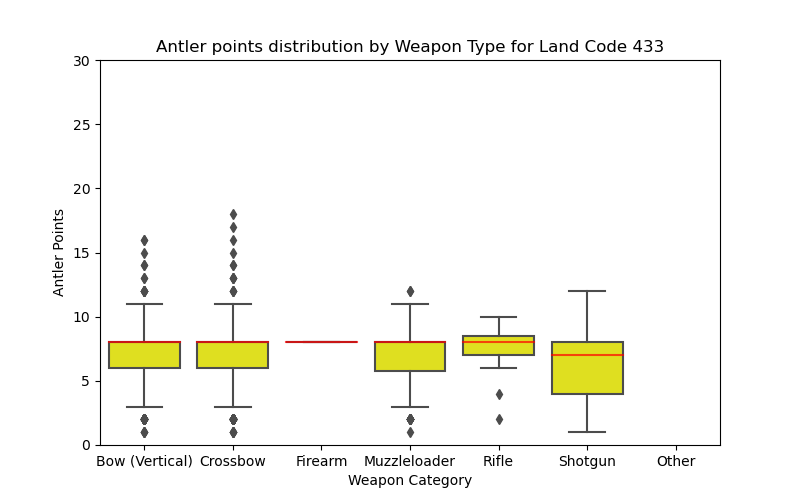 Antler points distribution by Weapon Type for Land Code 433
30
25
20
15
10
5
0
Antler Points
Bow (Vertical) Crossbow Firearm Muzzleloader Rifle Shotgun Other
Weapon Category